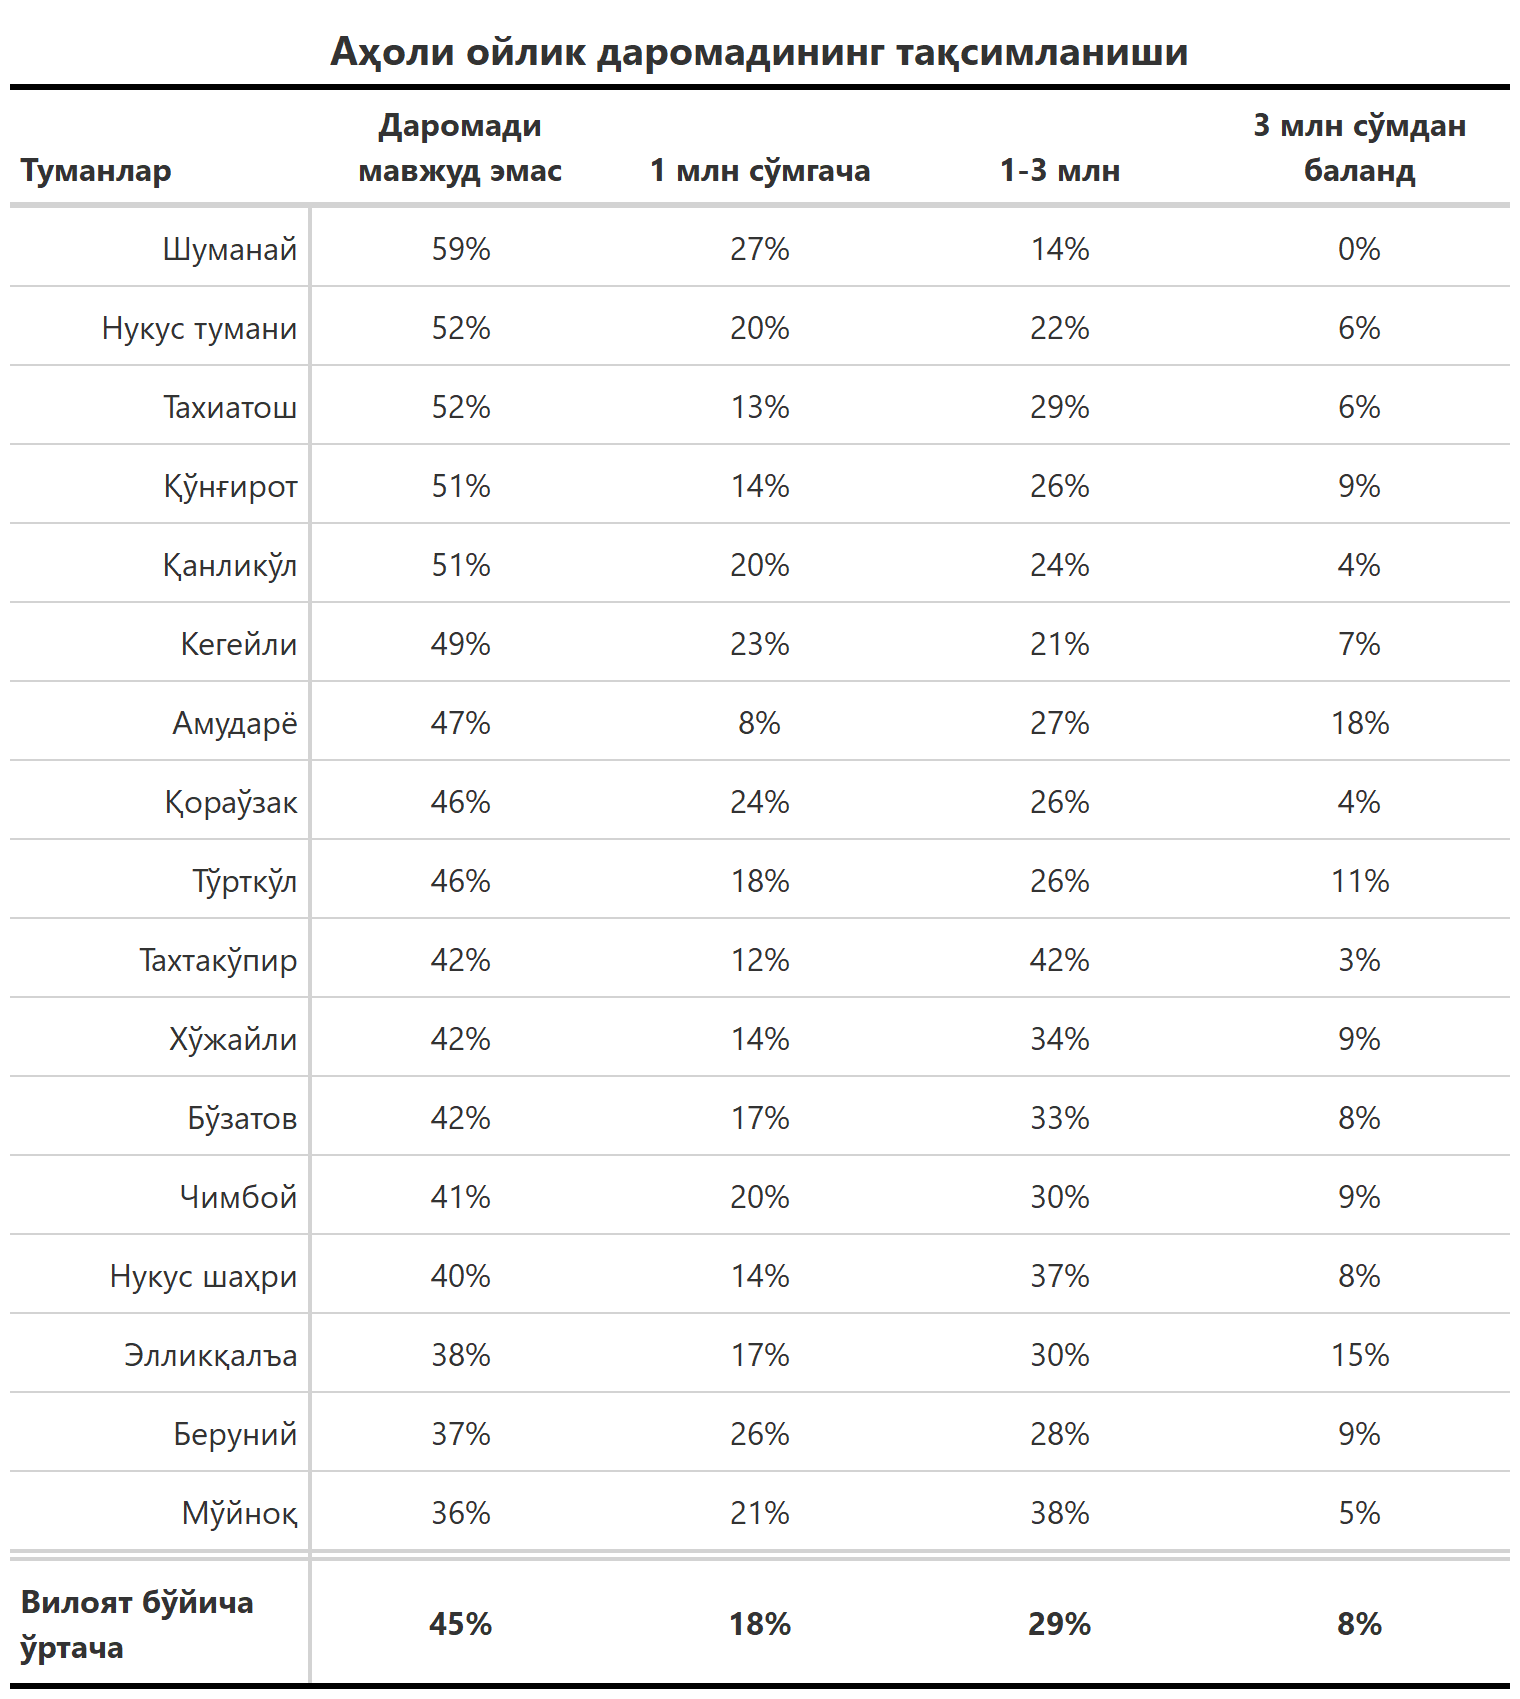 Аҳоли ойлик даромадининг тақсимланиши
Туманлар Даромади мавжуд эмас 1 млн сўмгача 1-3 млн 3 млн сўмдан баланд
Шуманай 59% 27% 14% 0%
Нукус тумани 52% 20% 22% 6%
Тахиатош 52% 13% 29% 6%
Қўнғирот 51% 14% 26% 9%
Қанликўл 51% 20% 24% 4%
Кегейли 49% 23% 21% 7%
Амударё 47% 8% 27% 18%
Қораўзак 46% 24% 26% 4%
Тўрткўл 46% 18% 26% 11%
Тахтакўпир 42% 12% 42% 3%
Хўжайли 42% 14% 34% 9%
Бўзатов 42% 17% 33% 8%
Чимбой 41% 20% 30% 9%
Нукус шаҳри 40% 14% 37% 8%
Элликқалъа 38% 17% 30% 15%
Беруний 37% 26% 28% 9%
Мўйноқ 36% 21% 38% 5%
Вилоят бўйича ўртача 45% 18% 29% 8%